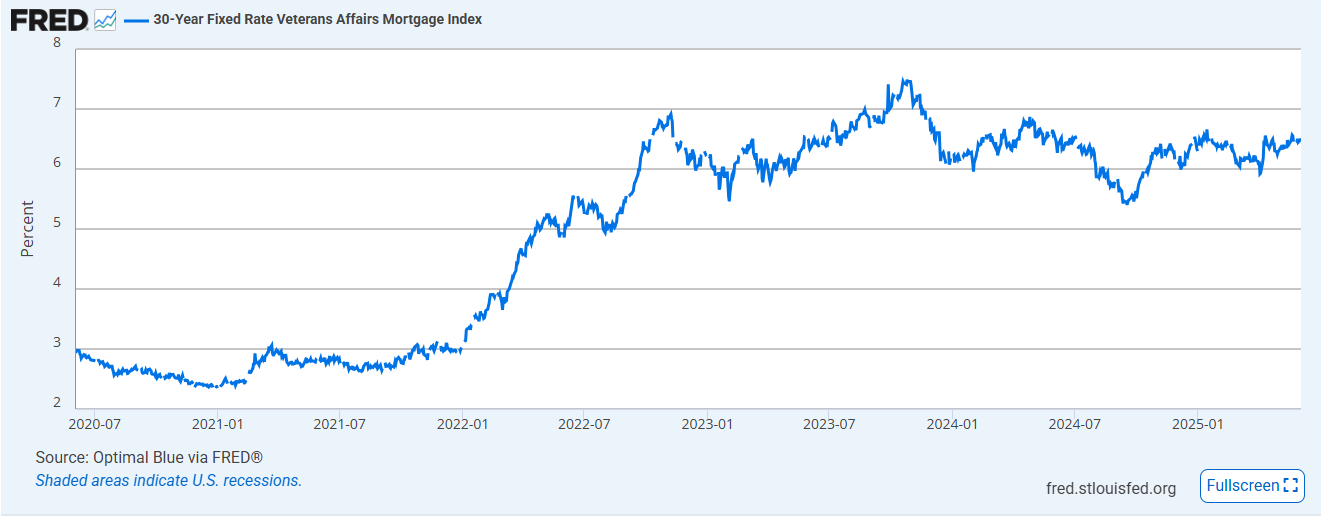 FRED 30-Year Fixed Rate Veterans Affairs Mortgage Index
8
7
6
5
4
3
2
Percent
2020-07 2021-01 2021-07 2022-01 2022-07 2023-01 2023-07 2024-01 2024-07 2025-01
Source: Optimal Blue via FRED®
Shaded areas indicate U.S. recessions.
fred.stlouisfed.org
Fullscreen